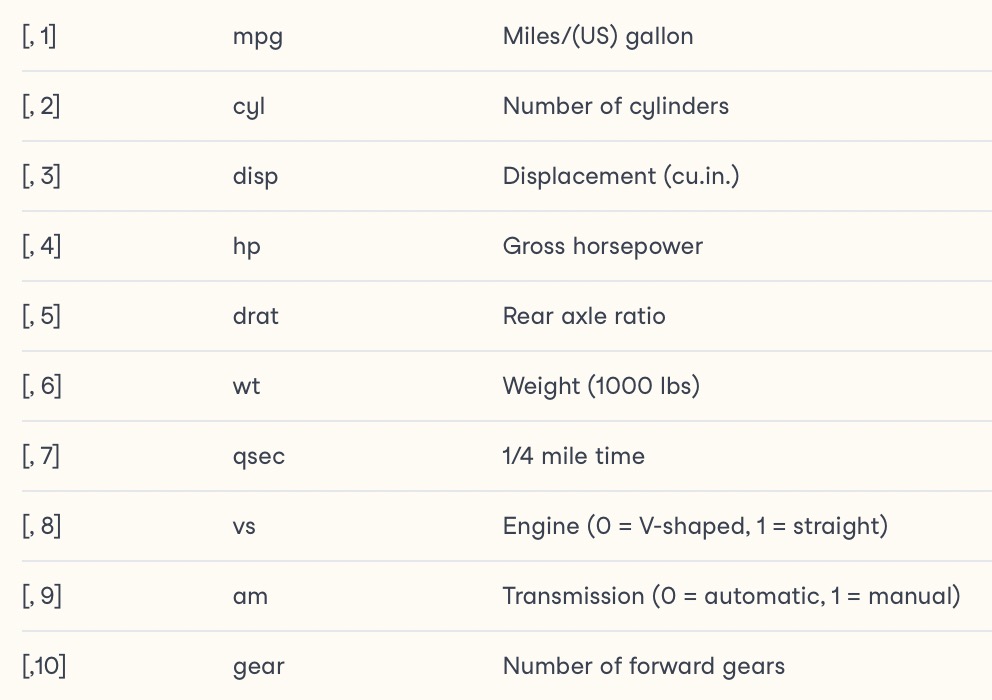 [, 1] mpg Miles/(US) gallon
[, 2] cyl Number of cylinders
[, 3] disp Displacement (cu.in.)
[, 4] hp Gross horsepower
[, 5] drat Rear axle ratio
[, 6] wt Weight (1000 lbs)
[, 7] qsec 1/4 mile time
[, 8] vs Engine (0 = V-shaped, 1 = straight)
[, 9] am Transmission (0 = automatic, 1 = manual)
[,10] gear Number of forward gears